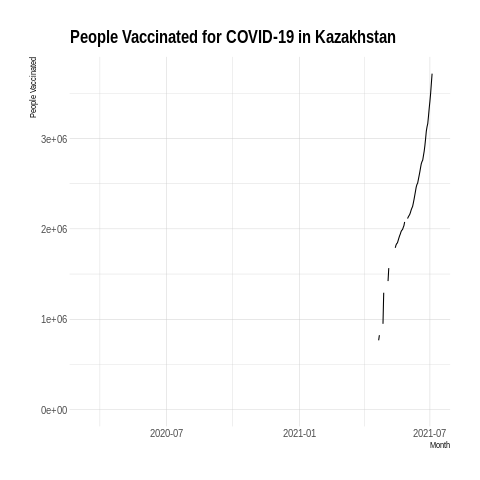 People Vaccinated for COVID-19 in Kazakhstan
People Vaccinated
3e+06
2e+06
1e+06
0e+00
2020-07
2021-01
2021-07
Month